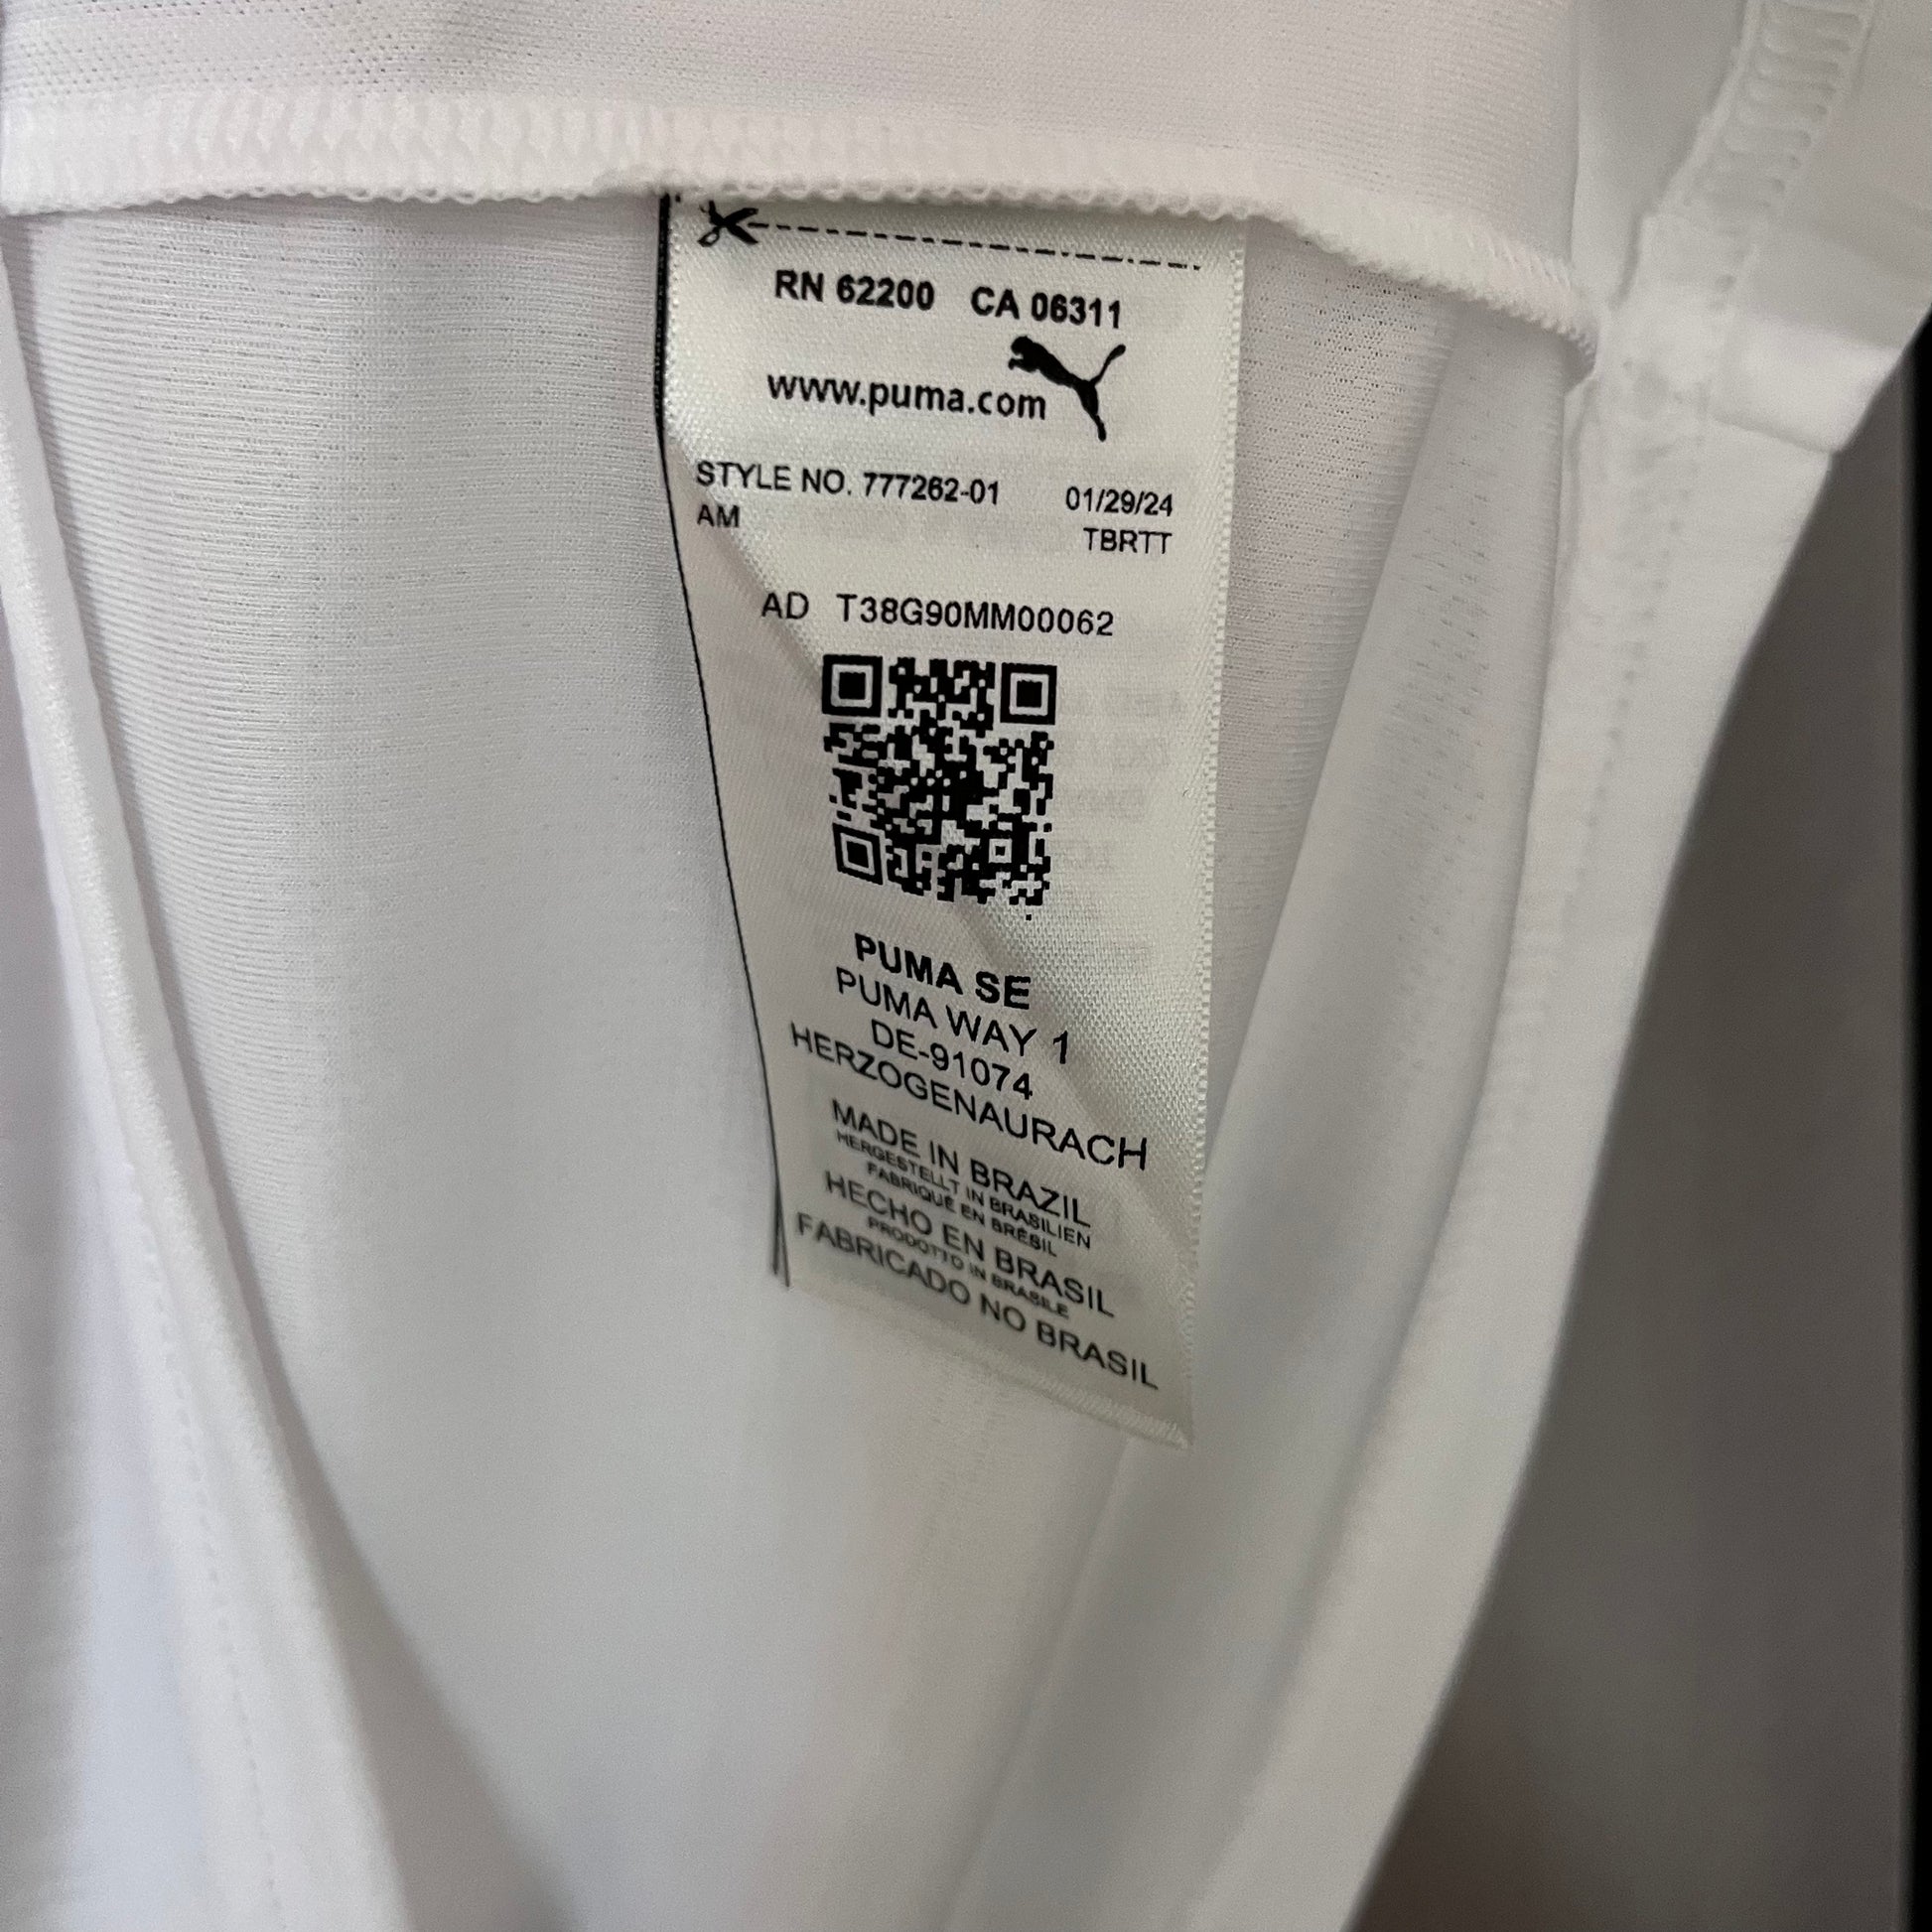 RN 62200 CA 06311
www.puma.com
STYLE NO. 777262-01 01/29/24
AM TBRTT
AD T38G90MM00062
PUMA SE
PUMA WAY 1
DE-91074
HERZOGENAURACH
MADE IN BRAZIL
HERGESTELLT IN BRASILIEN
FABRIQUÉ EN BRÉSIL
HECHO EN BRASIL
PRODOTTO IN BRASILE
FABRICADO NO BRASIL